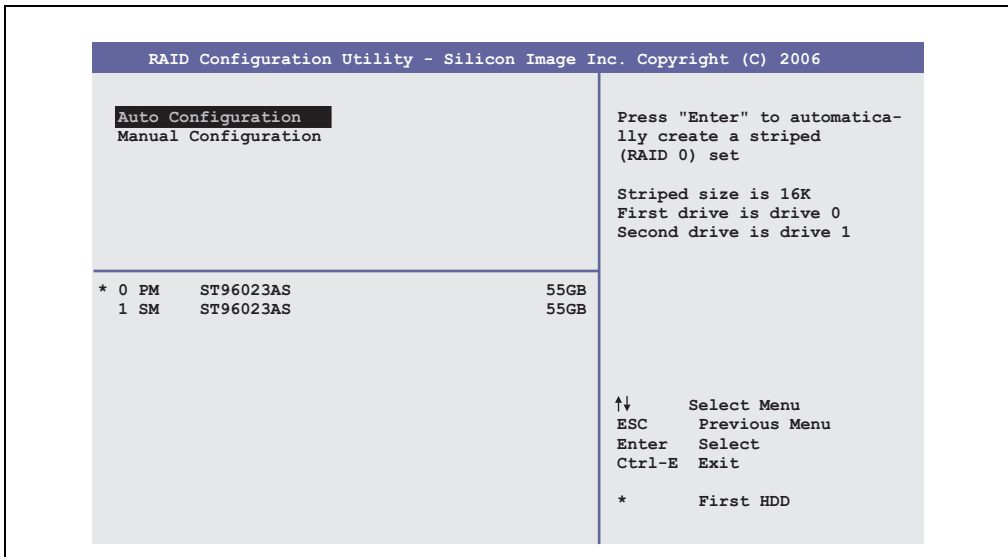 RAID Configuration Utility - Silicon Image Inc. Copyright (C) 2006
Auto Configuration
Manual Configuration
Press "Enter" to automatica-
lly create a striped
(RAID 0) set
Striped size is 16K
First drive is drive 0
Second drive is drive 1
* 0 PM ST96023AS 55GB
1 SM ST96023AS 55GB
↑↓ Select Menu
ESC Previous Menu
Enter Select
Ctrl-E Exit
* First HDD